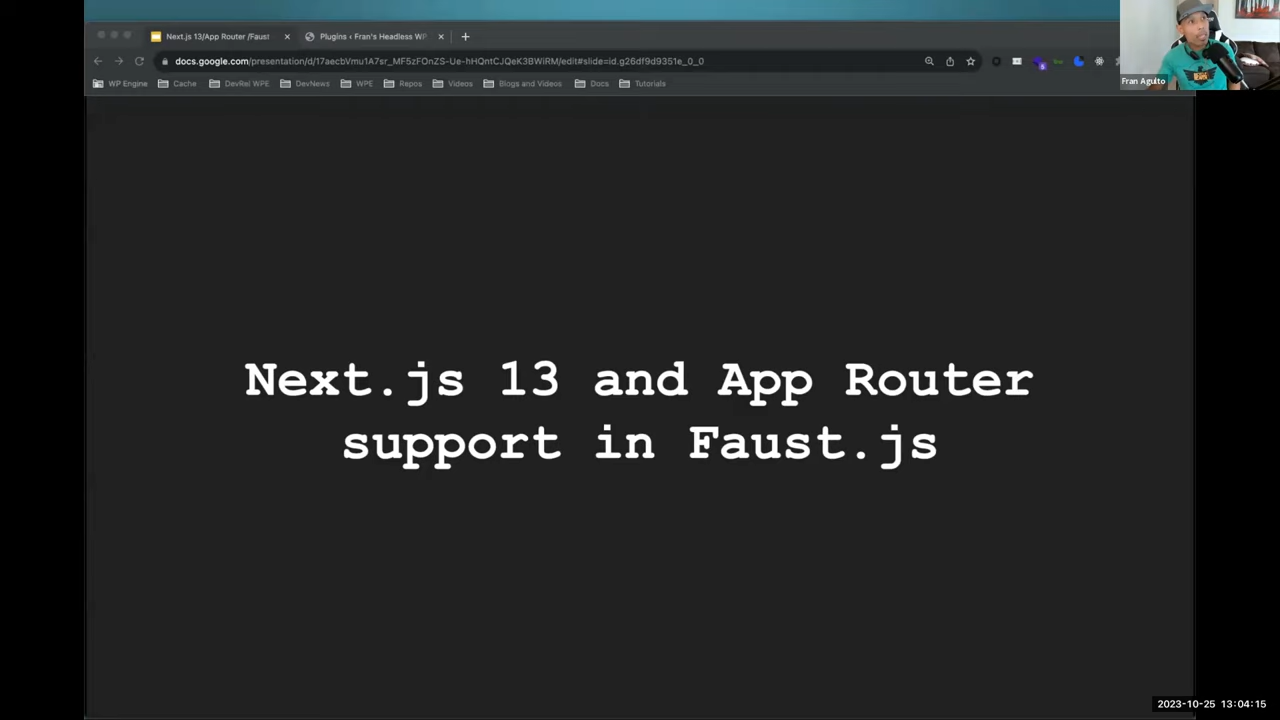 Next.js 13/App Router /Faust
Plugins ‹ Fran's Headless WP
docs.google.com/presentation/d/17aecbVmu1A7sr_MF5zFOnZS-Ue-hHQntCJQeK3BWiRM/edit#slide=id.g26df9d9351e_0_0
WP Engine
Cache
DevRel WPE
DevNews
WPE
Repos
Videos
Blogs and Videos
Docs
Tutorials
Fran Agulto
Next.js 13 and App Router
support in Faust.js
2023-10-25 13:04:15